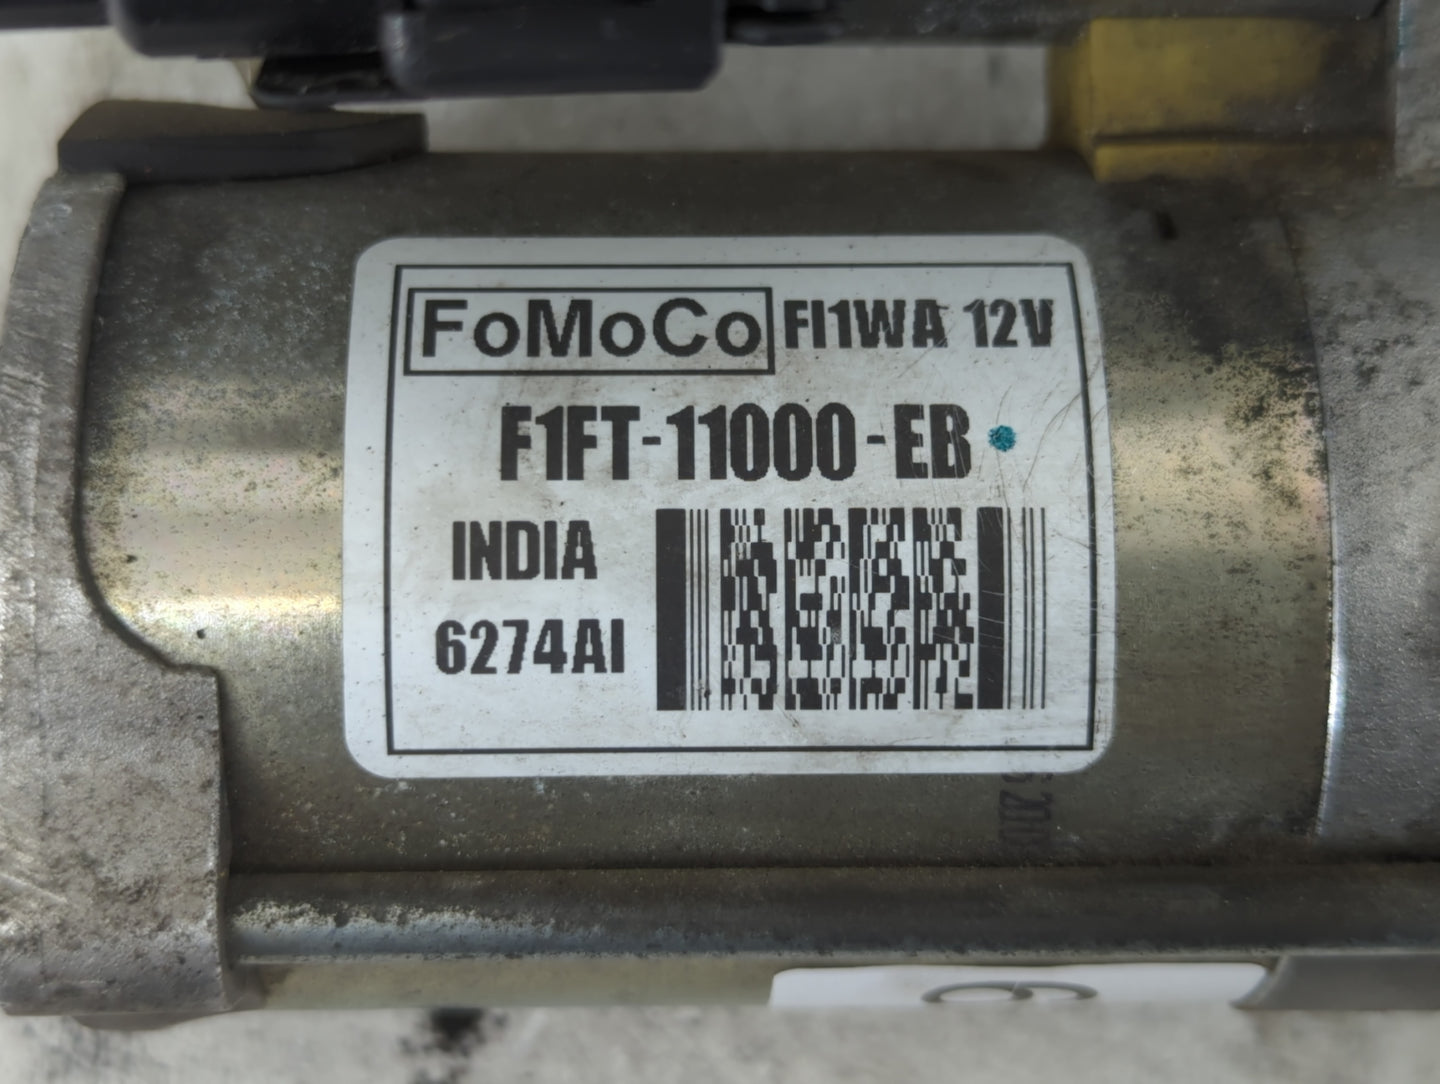 FoMoCo FI1WA 12V
F1FT-11000-EB
INDIA
6274AI